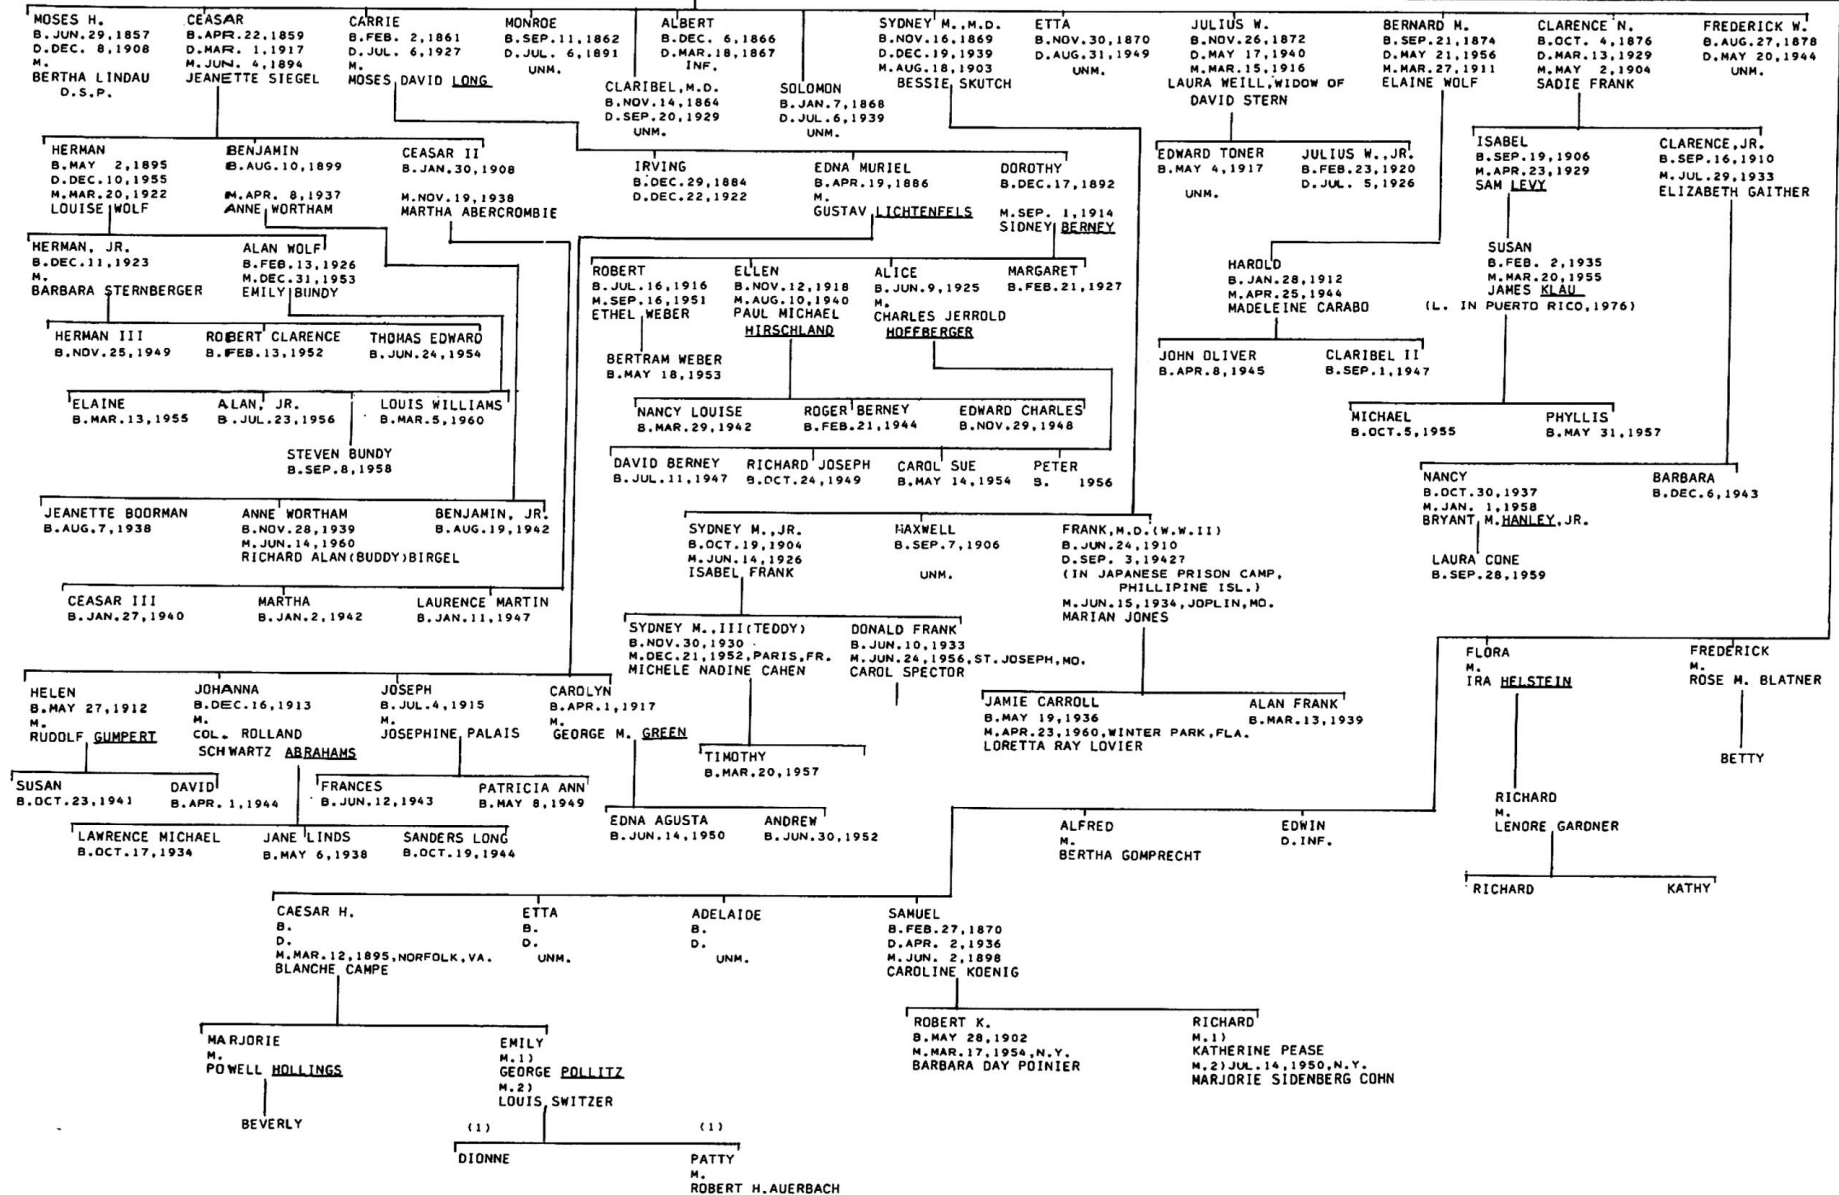 MOSES H.
B.JUN.29,1857
D.DEC. 8,1908
M.
BERTHA LINDAU
D.S.P.
CEASAR
B.APR.22,1859
D.MAR. 1,1917
M.JUN. 4,1894
JEANETTE SIEGEL
CARRIE
B.FEB. 2,1861
D.JUL. 6,1927
M.
MOSES DAVID LONG
MONROE
B.SEP.11,1862
D.JUL. 6,1891
UNM.
CLARIBEL,M.D.
B.NOV.14,1864
D.SEP.20,1929
UNM.
ALBERT
B.DEC. 6,1866
D.MAR.18,1867
INF.
SOLOMON
B.JAN.7,1868
D.JUL.6,1939
UNM.
SYDNEY M.,M.D.
B.NOV.16,1869
D.DEC.19,1939
M.AUG.18,1903
BESSIE SKUTCH
ETTA
B.NOV.30,1870
D.AUG.31,1949
UNM.
JULIUS W.
B.NOV.26,1872
D.MAY 17,1940
M.MAR.15,1916
LAURA WEILL,WIDOW OF
DAVID STERN
BERNARD M.
B.SEP.21,1874
D.MAY 21,1956
M.MAR.27,1911
ELAINE WOLF
CLARENCE N.
B.OCT. 4,1876
D.MAR.13,1929
M.MAY 2,1904
SADIE FRANK
FREDERICK W.
B.AUG.27,1878
D.MAY 20,1944
UNM.
HERMAN
B.MAY 2,1895
D.DEC.10,1955
M.MAR.20,1922
LOUISE WOLF
BENJAMIN
B.AUG.10,1899
M.APR. 8,1937
ANNE WORTHAM
CEASAR II
B.JAN.30,1908
M.NOV.19,1938
MARTHA ABERCROMBIE
IRVING
B.DEC.29,1884
D.DEC.22,1922
EDNA MURIEL
B.APR.19,1886
M.
GUSTAV LICHTENFELS
DOROTHY
B.DEC.17,1892
M.SEP. 1,1914
SIDNEY BERNEY
EDWARD TONER
B.MAY 4,1917
UNM.
JULIUS W.,JR.
B.FEB.23,1920
D.JUL. 5,1926
ISABEL
B.SEP.19,1906
M.APR.23,1929
SAM LEVY
CLARENCE,JR.
B.SEP.16,1910
M.JUL.29,1933
ELIZABETH GAITHER
HERMAN, JR.
B.DEC.11,1923
M.
BARBARA STERNBERGER
ALAN WOLF
B.FEB.13,1926
M.DEC.31,1953
EMILY BUNDY
ROBERT
B.JUL.16,1916
M.SEP.16,1951
ETHEL WEBER
ELLEN
B.NOV.12,1918
M.AUG.10,1940
PAUL MICHAEL
HIRSCHLAND
ALICE
B.JUN.9,1925
M.
CHARLES JERROLD
HOFFBERGER
MARGARET
B.FEB.21,1927
HAROLD
B.JAN.28,1912
M.APR.25,1944
MADELEINE CARABO
SUSAN
B.FEB. 2,1935
M.MAR.20,1955
JAMES KLAU
(L. IN PUERTO RICO,1976)
HERMAN III
B.NOV.25,1949
ROBERT CLARENCE
B.FEB.13,1952
THOMAS EDWARD
B.JUN.24,1954
BERTRAM WEBER
B.MAY 18,1953
JOHN OLIVER
B.APR.8,1945
CLARIBEL II
B.SEP.1,1947
ELAINE
B.MAR.13,1955
ALAN, JR.
B.JUL.23,1956
LOUIS WILLIAMS
B.MAR.5,1960
STEVEN BUNDY
B.SEP.8,1958
NANCY LOUISE
B.MAR.29,1942
ROGER BERNEY
B.FEB.21,1944
EDWARD CHARLES
B.NOV.29,1948
MICHAEL
B.OCT.5,1955
PHYLLIS
B.MAY 31,1957
DAVID BERNEY
B.JUL.11,1947
RICHARD JOSEPH
B.OCT.24,1949
CAROL SUE
B.MAY 14,1954
PETER
B. 1956
NANCY
B.OCT.30,1937
M.JAN. 1,1958
BRYANT M.HANLEY,JR.
BARBARA
B.DEC.6,1943
LAURA CONE
B.SEP.28,1959
JEANETTE BOORMAN
B.AUG.7,1938
ANNE WORTHAM
B.NOV.28,1939
M.JUN.14,1960
RICHARD ALAN(BUDDY)BIRGEL
BENJAMIN, JR.
B.AUG.19,1942
SYDNEY M.,JR.
B.OCT.19,1904
M.JUN.14,1926
ISABEL FRANK
MAXWELL
B.SEP.7,1906
UNM.
FRANK,M.D.(W.W.II)
B.JUN.24,1910
D.SEP. 3,1942?
(IN JAPANESE PRISON CAMP,
PHILLIPINE ISL.)
M.JUN.15,1934,JOPLIN,MO.
MARIAN JONES
CEASAR III
B.JAN.27,1940
MARTHA
B.JAN.2,1942
LAURENCE MARTIN
B.JAN.11,1947
SYDNEY M.,III(TEDDY)
B.NOV.30,1930
M.DEC.21,1952,PARIS,FR.
MICHELE NADINE CAHEN
DONALD FRANK
B.JUN.10,1933
M.JUN.24,1956,ST.JOSEPH,MO.
CAROL SPECTOR
FLORA
M.
IRA HELSTEIN
FREDERICK
M.
ROSE M. BLATNER
HELEN
B.MAY 27,1912
M.
RUDOLF GUMPERT
JOHANNA
B.DEC.16,1913
M.
COL. ROLLAND
SCHWARTZ ABRAHAMS
JOSEPH
B.JUL.4,1915
M.
JOSEPHINE PALAIS
CAROLYN
B.APR.1,1917
M.
GEORGE M. GREEN
JAMIE CARROLL
B.MAY 19,1936
M.APR.23,1960,WINTER PARK,FLA.
LORETTA RAY LOVIER
ALAN FRANK
B.MAR.13,1939
TIMOTHY
B.MAR.20,1957
BETTY
SUSAN
B.OCT.23,1941
DAVID
B.APR. 1,1944
FRANCES
B.JUN.12,1943
PATRICIA ANN
B.MAY 8,1949
RICHARD
M.
LENORE GARDNER
LAWRENCE MICHAEL
B.OCT.17,1934
JANE LINDS
B.MAY 6,1938
SANDERS LONG
B.OCT.19,1944
EDNA AGUSTA
B.JUN.14,1950
ANDREW
B.JUN.30,1952
ALFRED
M.
BERTHA GOMPRECHT
EDWIN
D.INF.
RICHARD
KATHY
CAESAR H.
B.
D.
M.MAR.12,1895,NORFOLK,VA.
BLANCHE CAMPE
ETTA
B.
D.
UNM.
ADELAIDE
B.
D.
UNM.
SAMUEL
B.FEB.27,1870
D.APR. 2,1936
M.JUN. 2,1898
CAROLINE KOENIG
MARJORIE
M.
POWELL HOLLINGS
EMILY
M.1)
GEORGE POLLITZ
M.2)
LOUIS SWITZER
ROBERT K.
B.MAY 28,1902
M.MAR.17,1954,N.Y.
BARBARA DAY POINIER
RICHARD
M.1)
KATHERINE PEASE
M.2)JUL.14,1950,N.Y.
MARJORIE SIDENBERG COHN
BEVERLY
(1)
(1)
DIONNE
PATTY
M.
ROBERT H.AUERBACH